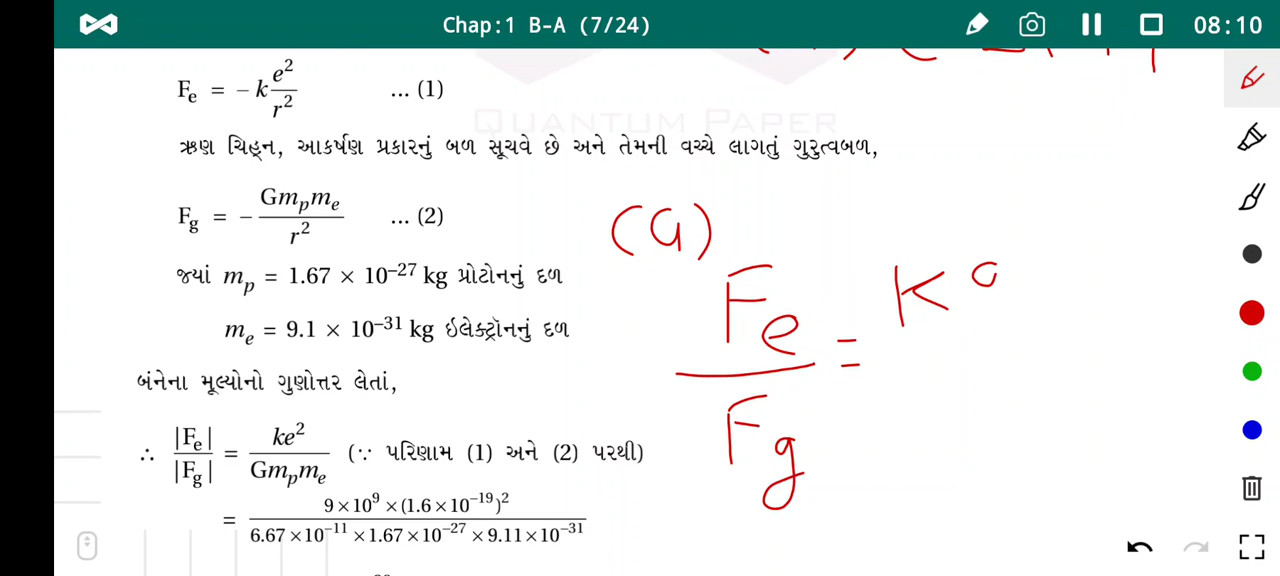 Chap:1 B-A (7/24)
08:10
QUANTUM PAPER
Fe = – k e²/r² ... (1)
ઋણ ચિહ્ન, આકર્ષણ પ્રકારનું બળ સૂચવે છે અને તેમની વચ્ચે લાગતું ગુરુત્વબળ,
Fg = – Gmpme/r² ... (2)
(a)
જ્યાં mp = 1.67 × 10⁻²⁷ kg પ્રોટોનનું દળ
me = 9.1 × 10⁻³¹ kg ઇલેક્ટ્રૉનનું દળ
Fe/Fg = K
બંનેના મૂલ્યોનો ગુણોત્તર લેતાં,
∴ |Fe|/|Fg| = ke²/Gmpme (∵ પરિણામ (1) અને (2) પરથી)
= 9×10⁹×(1.6×10⁻¹⁹)²/6.67×10⁻¹¹×1.67×10⁻²⁷×9.11×10⁻³¹